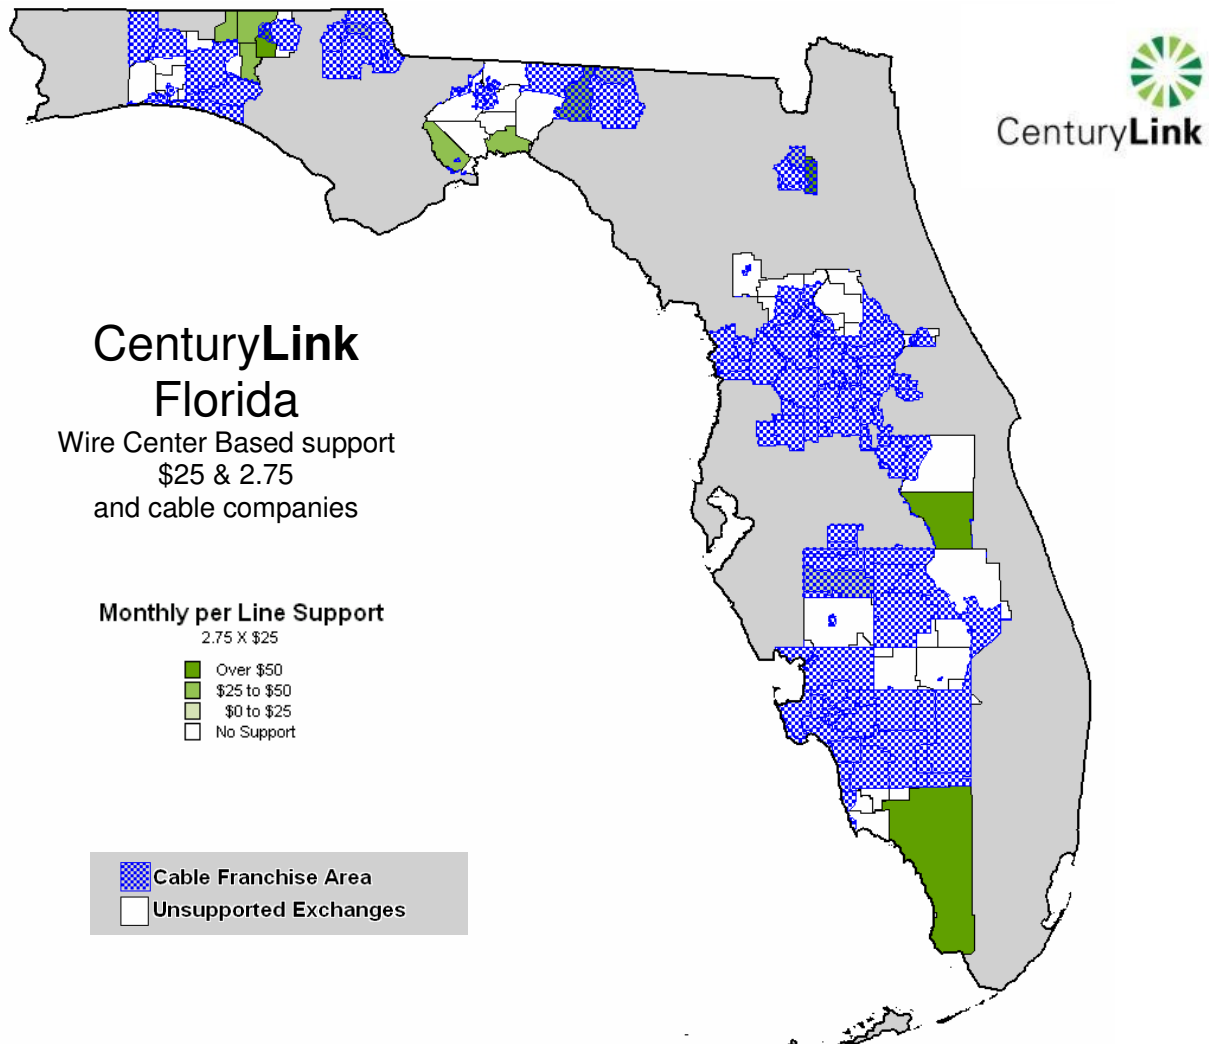 CenturyLink
CenturyLink
Florida
Wire Center Based support
$25 & 2.75
and cable companies
Monthly per Line Support
2.75 X $25
Over $50
$25 to $50
$0 to $25
No Support
Cable Franchise Area
Unsupported Exchanges